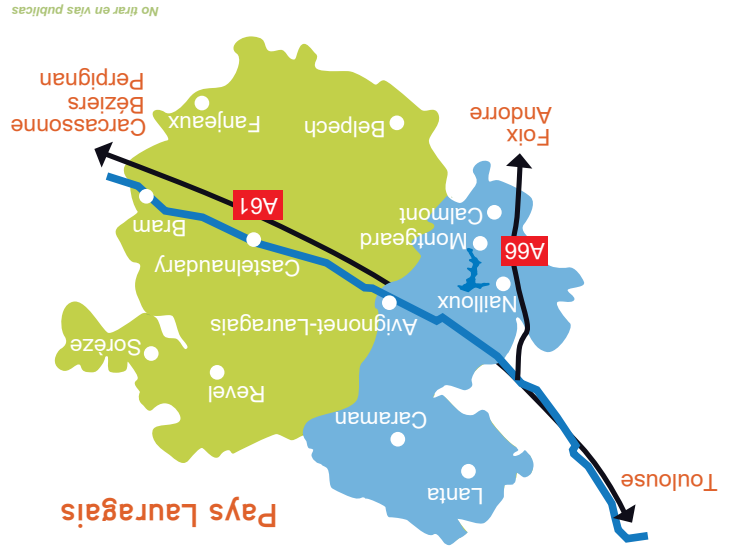 Pays Lauragais
Toulouse
Lanta
Caraman
Revel
Sorèze
Avignonet-Lauragais
Nailloux
Castelnaudary
A66
Montgeard
Bram
Calmont
A61
Foix
Andorre
Belpech
Fanjeaux
Carcassonne
Béziers
Perpignan
No tirar en vías publicas